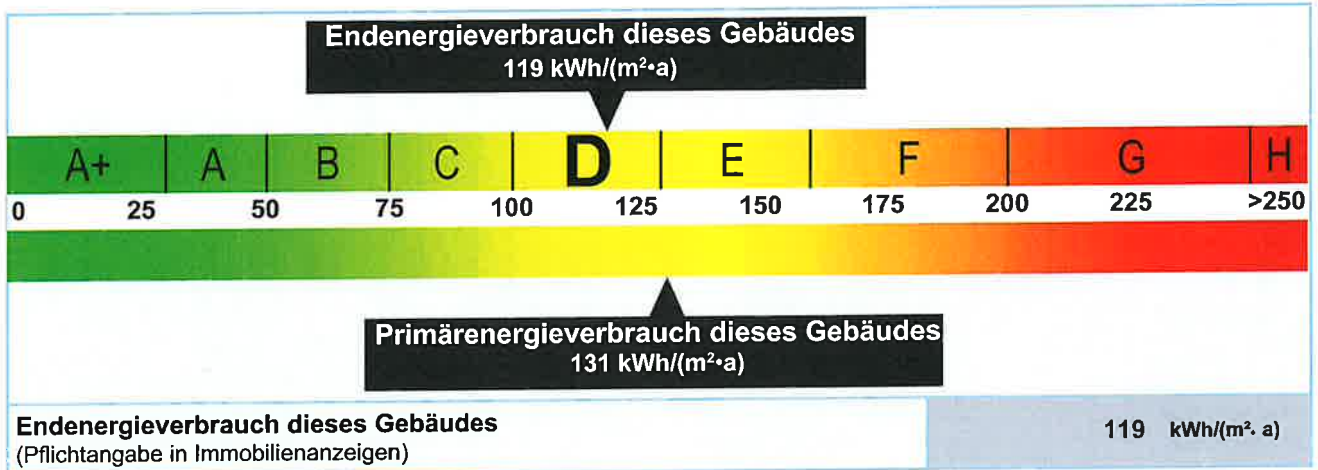 Endenergieverbrauch dieses Gebäudes
119 kWh/(m²•a)
A+ A B C D E F G H
0 25 50 75 100 125 150 175 200 225 >250
Primärenergieverbrauch dieses Gebäudes
131 kWh/(m²•a)
Endenergieverbrauch dieses Gebäudes
(Pflichtangabe in Immobilienanzeigen)
119 kWh/(m². a)